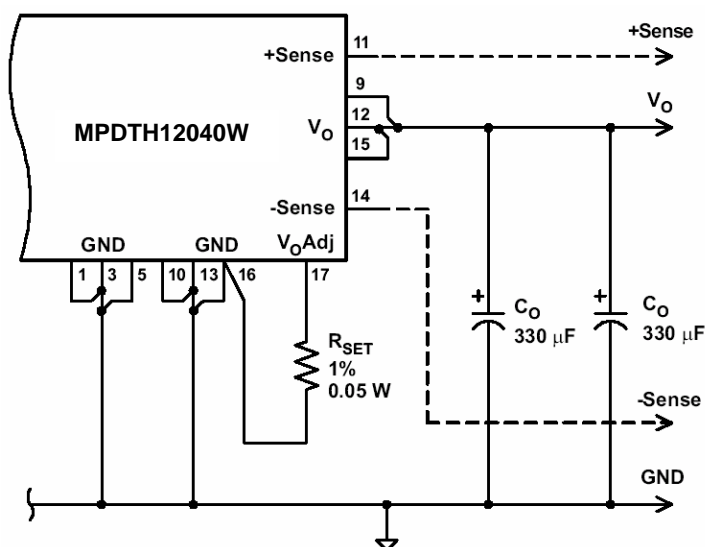 11
+Sense
+Sense
9
MPDTH12040W
VO
12
VO
15
-Sense
14
GND
GND
VOAdj
1
3
5
10
13
16
17
RSET
1%
0.05 W
+
CO
330 μF
+
CO
330 μF
-Sense
GND